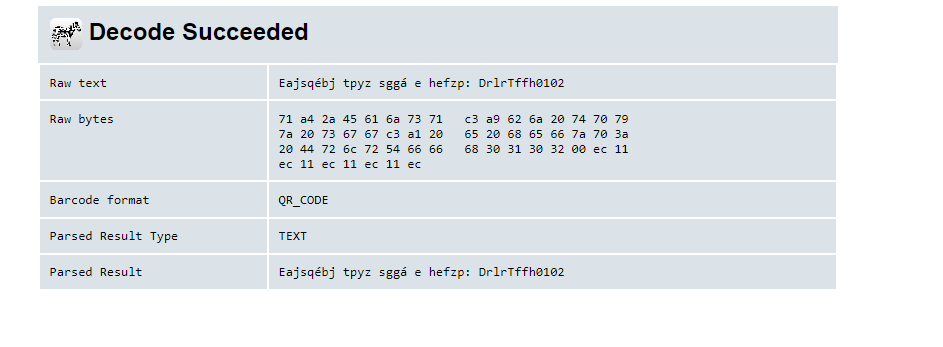 Decode Succeeded
Raw text Eajsqébj tpyz sggá e hefzp: DrlrTffh0102
Raw bytes 71 a4 2a 45 61 6a 73 71 c3 a9 62 6a 20 74 70 79
7a 20 73 67 67 c3 a1 20 65 20 68 65 66 7a 70 3a
20 44 72 6c 72 54 66 66 68 30 31 30 32 00 ec 11
ec 11 ec 11 ec 11 ec
Barcode format QR_CODE
Parsed Result Type TEXT
Parsed Result Eajsqébj tpyz sggá e hefzp: DrlrTffh0102